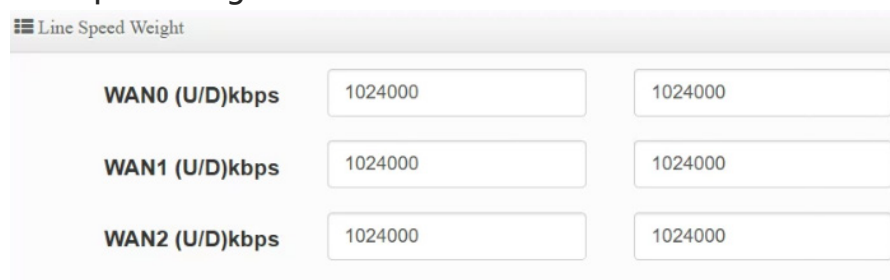 Line Speed Weight
WAN0 (U/D)kbps 1024000 1024000
WAN1 (U/D)kbps 1024000 1024000
WAN2 (U/D)kbps 1024000 1024000